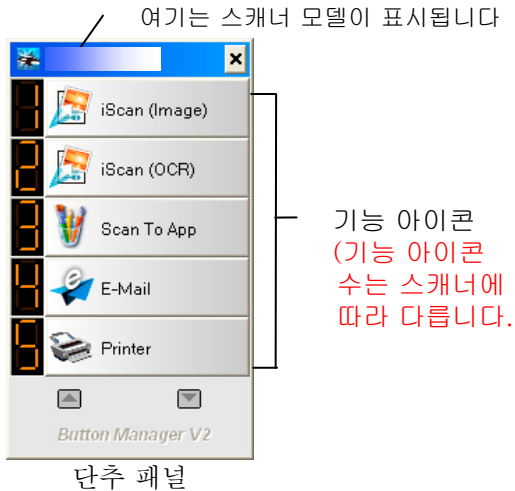 여기는 스캐너 모델이 표시됩니다
1 iScan (Image)
2 iScan (OCR)
3 Scan To App
4 E-Mail
5 Printer
기능 아이콘
(기능 아이콘
수는 스캐너에
따라 다릅니다.
Button Manager V2
단추 패널